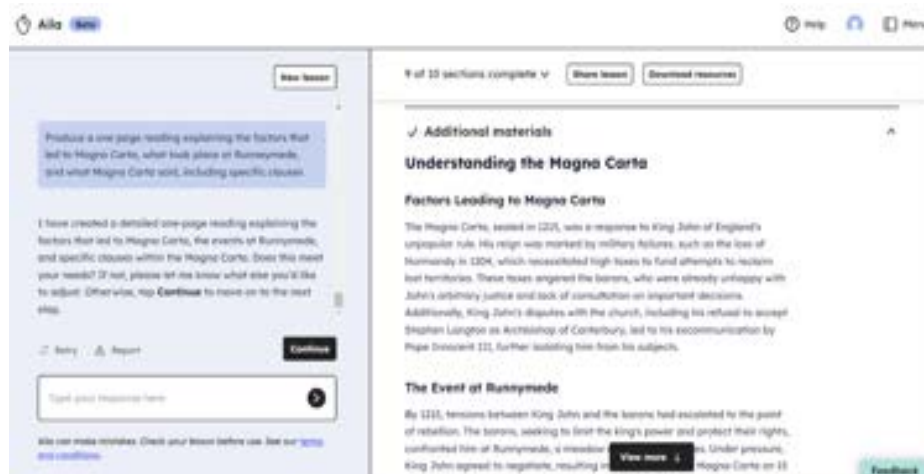 Aila Beta
Help
Menu
New lesson
9 of 10 sections complete
Share lesson
Download resources
Produce a one page reading explaining the factors that
led to Magna Carta, what took place at Runnymede,
and what Magna Carta said, including specific clauses
I have created a detailed one-page reading explaining the
factors that led to Magna Carta, the events at Runnymede,
and specific clauses within the Magna Carta. Does this meet
your needs? If not, please let me know what else you'd like
to adjust. Otherwise, tap Continue to move on to the next
step.
Retry
Report
Continue
Type your response here
Aila can make mistakes. Check your lesson before use. See our terms
and conditions.
Additional materials
Understanding the Magna Carta
Factors Leading to Magna Carta
The Magna Carta, sealed in 1215, was a response to King John of England's
unpopular rule. His reign was marked by military failures, such as the loss of
Normandy in 1204, which necessitated high taxes to fund attempts to reclaim
lost territories. These taxes angered the barons, who were already unhappy with
John's arbitrary justice and lack of consultation on important decisions.
Additionally, King John's disputes with the church, including his refusal to accept
Stephen Langton as Archbishop of Canterbury, led to his excommunication by
Pope Innocent III, further isolating him from his subjects.
The Event at Runnymede
By 1215, tensions between King John and the barons had escalated to the point
of rebellion. The barons, seeking to limit the king's power and protect their rights,
confronted him at Runnymede, a meadow Under pressure,
King John agreed to negotiate, resulting in Magna Carta on 15
View more
Feedback